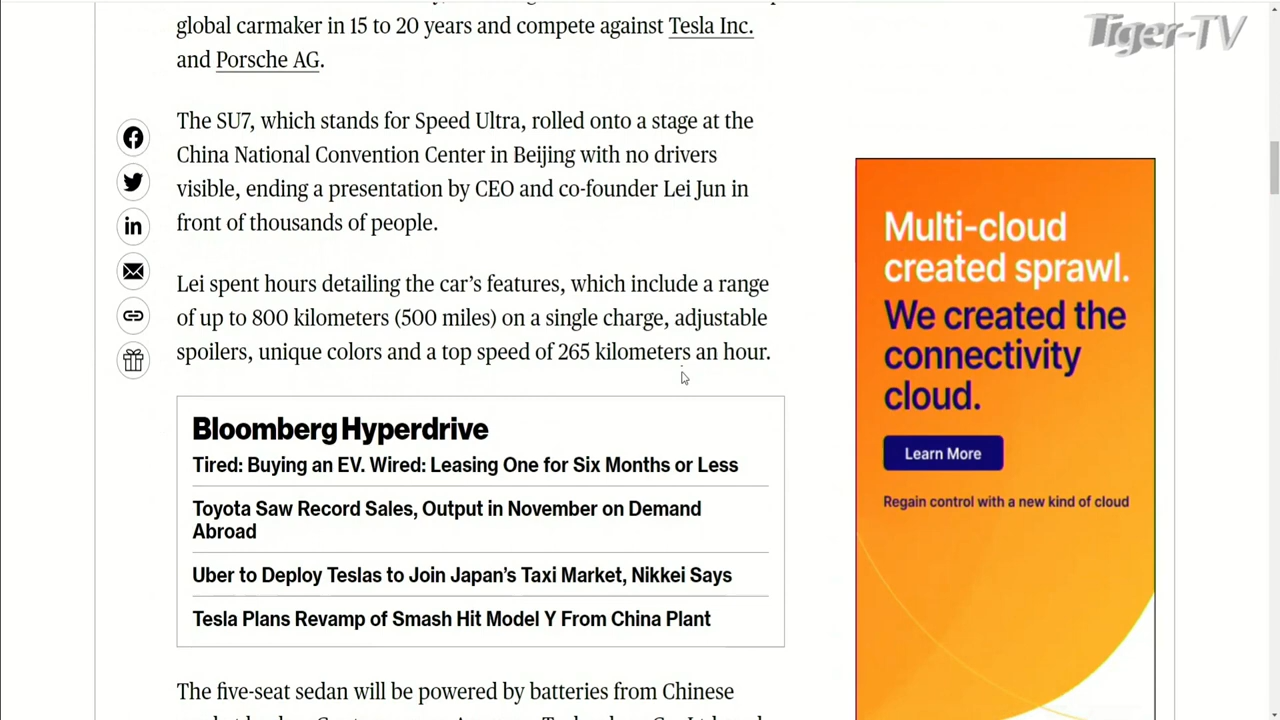 Tiger-TV
global carmaker in 15 to 20 years and compete against Tesla Inc.
and Porsche AG.
The SU7, which stands for Speed Ultra, rolled onto a stage at the
China National Convention Center in Beijing with no drivers
visible, ending a presentation by CEO and co-founder Lei Jun in
front of thousands of people.
Lei spent hours detailing the car's features, which include a range
of up to 800 kilometers (500 miles) on a single charge, adjustable
spoilers, unique colors and a top speed of 265 kilometers an hour.
Bloomberg Hyperdrive
Tired: Buying an EV. Wired: Leasing One for Six Months or Less
Toyota Saw Record Sales, Output in November on Demand
Abroad
Uber to Deploy Teslas to Join Japan's Taxi Market, Nikkei Says
Tesla Plans Revamp of Smash Hit Model Y From China Plant
The five-seat sedan will be powered by batteries from Chinese
Multi-cloud
created sprawl.
We created the
connectivity
cloud.
Learn More
Regain control with a new kind of cloud